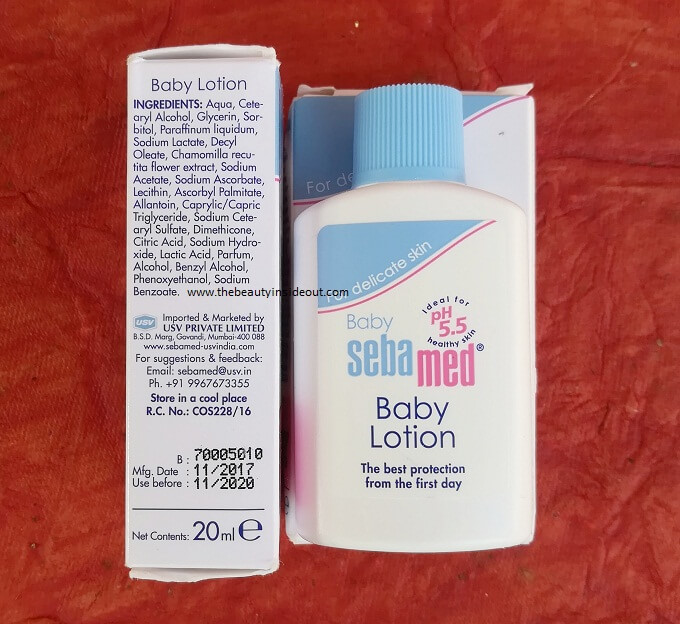 Baby Lotion
INGREDIENTS: Aqua, Cete-
aryl Alcohol, Glycerin, Sor-
bitol, Paraffinum liquidum,
Sodium Lactate, Decyl
Oleate, Chamomilla recu-
tita flower extract, Sodium
Acetate, Sodium Ascorbate,
Lecithin, Ascorbyl Palmitate,
Allantoin, Caprylic/Capric
Triglyceride, Sodium Cete-
aryl Sulfate, Dimethicone,
Citric Acid, Sodium Hydro-
xide, Lactic Acid, Parfum,
Alcohol, Benzyl Alcohol,
Phenoxyethanol, Sodium
Benzoate.
www.thebeautyinsideout.com
USV
Imported & Marketed by
USV PRIVATE LIMITED
B.S.D. Marg, Govandi, Mumbai-400 088
www.sebamed-usvindia.com
For suggestions & feedback:
Email: sebamed@usv.in
Ph. +91 9967673355
Store in a cool place
R.C. No.: COS228/16
B : 70005010
Mfg. Date : 11/2017
Use before : 11/2020
Net Contents: 20ml e
For de
For delicate skin
Baby
sebamed®
Ideal for
pH
5.5
healthy skin
Baby
Lotion
The best protection
from the first day